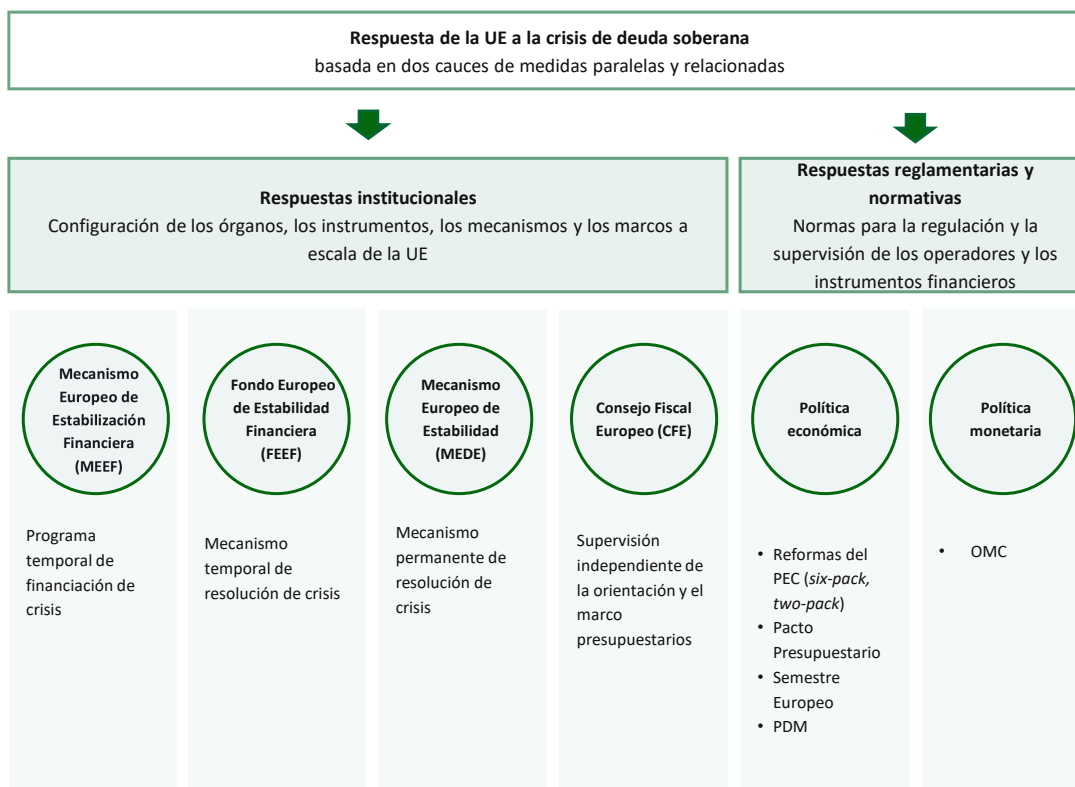 Respuesta de la UE a la crisis de deuda soberana
basada en dos cauces de medidas paralelas y relacionadas
Respuestas institucionales
Configuración de los órganos, los instrumentos, los mecanismos y los marcos a
escala de la UE
Respuestas reglamentarias y
normativas
Normas para la regulación y la
supervisión de los operadores y los
instrumentos financieros
Mecanismo
Europeo de
Estabilización
Financiera
(MEEF)
Programa
temporal de
financiación de
crisis
Fondo Europeo
de Estabilidad
Financiera
(FEEF)
Mecanismo
temporal de
resolución de crisis
Mecanismo
Europeo de
Estabilidad
(MEDE)
Mecanismo
permanente de
resolución de
crisis
Consejo Fiscal
Europeo (CFE)
Supervisión
independiente de
la orientación y el
marco
presupuestarios
Política
económica
• Reformas del
PEC (six-pack,
two-pack)
• Pacto
Presupuestario
• Semestre
Europeo
• PDM
Política
monetaria
• OMC